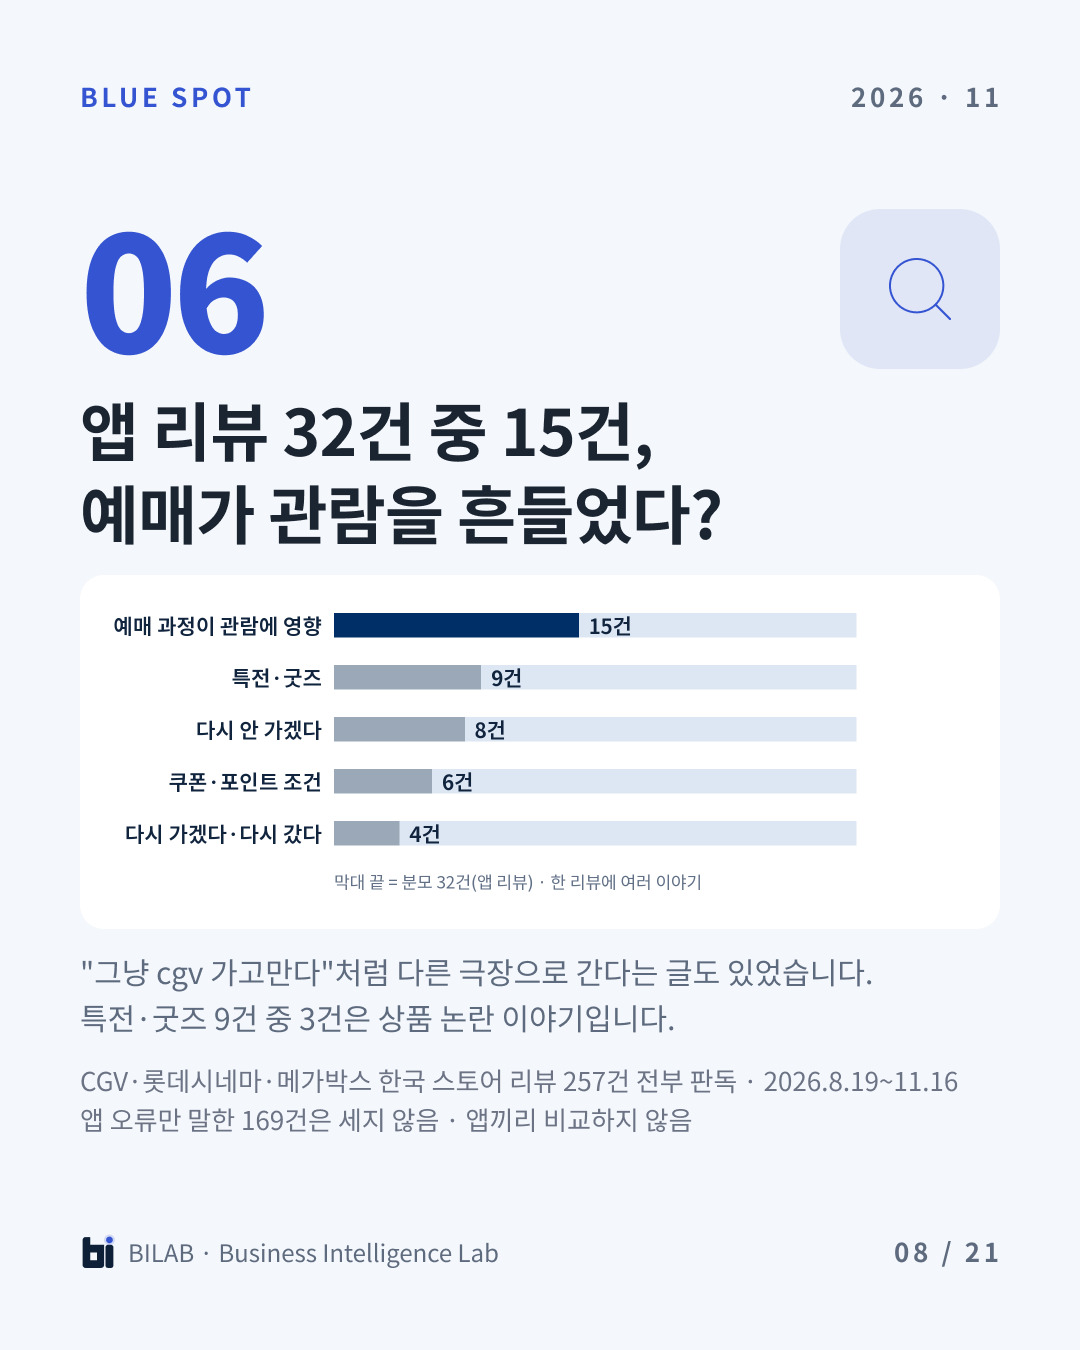 BLUE SPOT
2026 · 11
06
앱 리뷰 32건 중 15건,
예매가 관람을 흔들었다?
예매 과정이 관람에 영향 15건
특전·굿즈 9건
다시 안 가겠다 8건
쿠폰·포인트 조건 6건
다시 가겠다·다시 갔다 4건
막대 끝 = 분모 32건(앱 리뷰) · 한 리뷰에 여러 이야기
"그냥 cgv 가고만다"처럼 다른 극장으로 간다는 글도 있었습니다.
특전·굿즈 9건 중 3건은 상품 논란 이야기입니다.
CGV·롯데시네마·메가박스 한국 스토어 리뷰 257건 전부 판독 · 2026.8.19~11.16
앱 오류만 말한 169건은 세지 않음 · 앱끼리 비교하지 않음
bi BILAB · Business Intelligence Lab
08 / 21